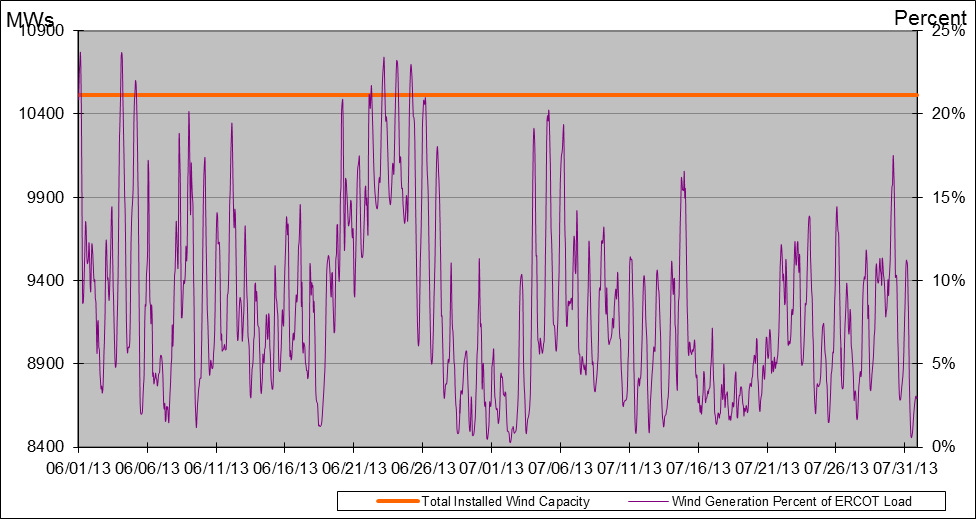 MWs Percent
10900 25%
10400 20%
9900 15%
9400 10%
8900 5%
8400 0%
06/01/13 06/06/13 06/11/13 06/16/13 06/21/13 06/26/13 07/01/13 07/06/13 07/11/13 07/16/13 07/21/13 07/26/13 07/31/13
Total Installed Wind Capacity Wind Generation Percent of ERCOT Load